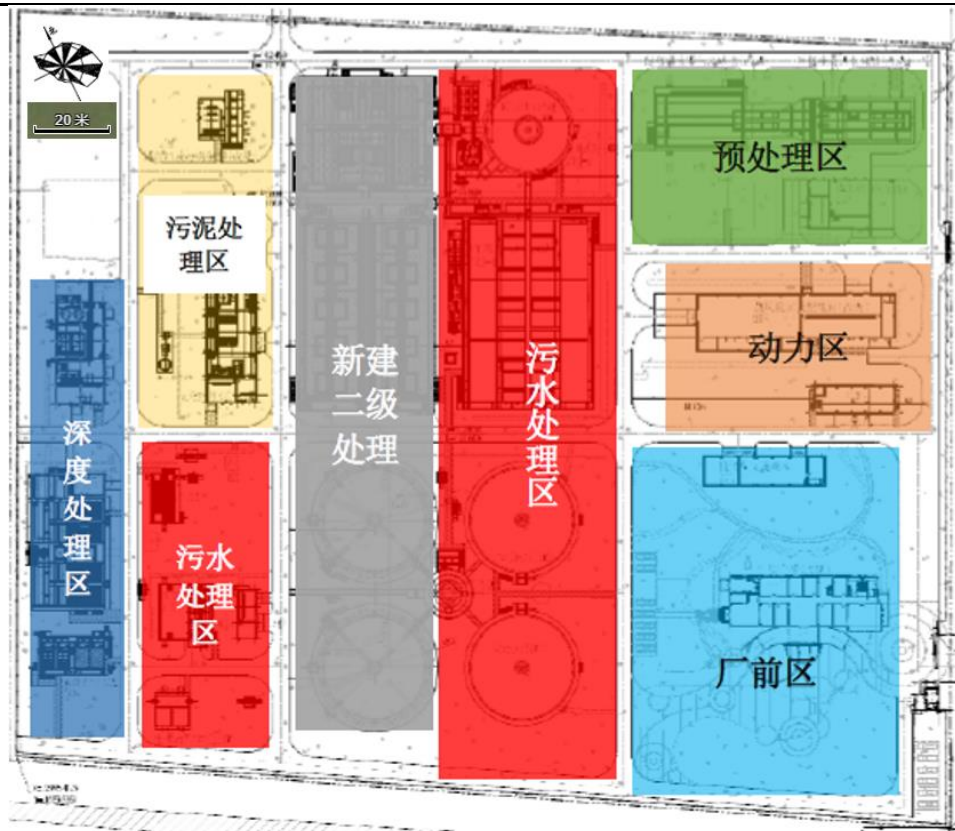 20米
预处理区
污泥处
理区
动力区
新建
二级
处理
污
水
处
理
区
深
度
处
理
区
污水
处理
区
厂前区